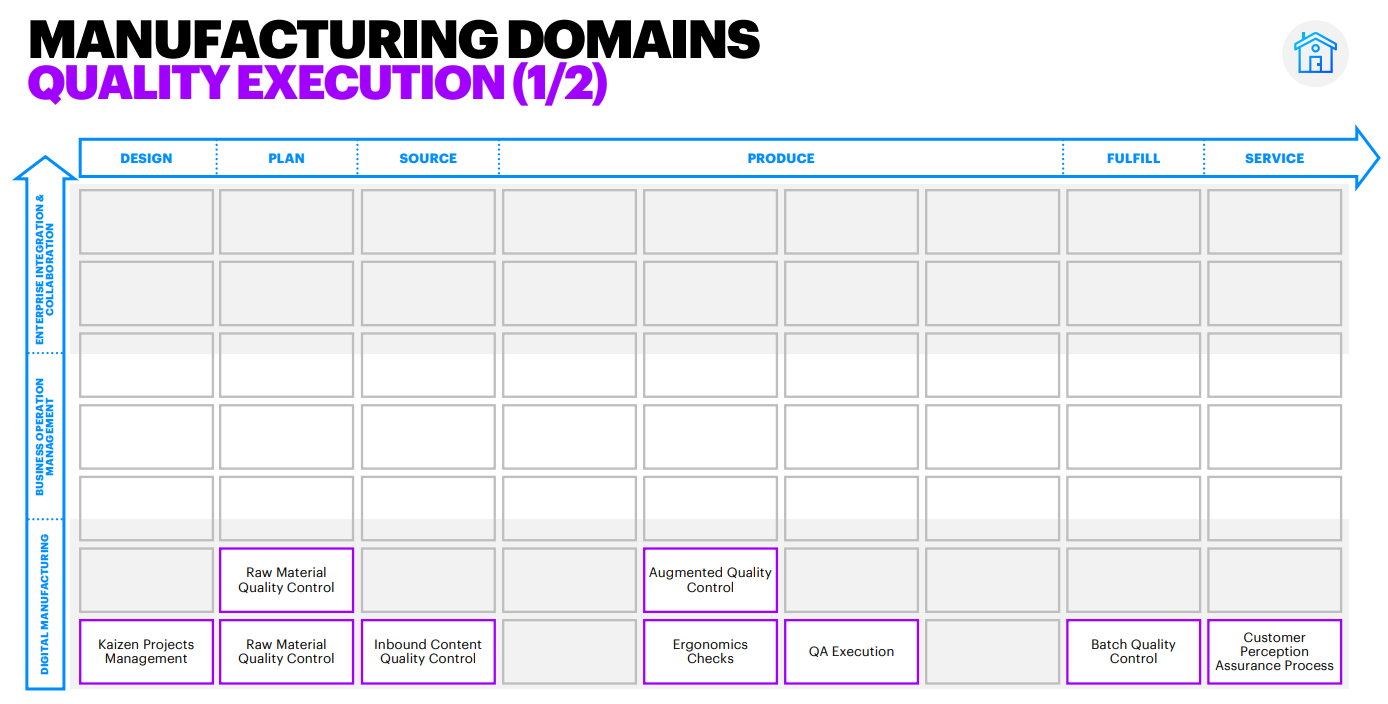 MANUFACTURING DOMAINS
QUALITY EXECUTION (1/2)
DESIGN
PLAN
SOURCE
PRODUCE
FULFILL
SERVICE
ENTERPRISE INTEGRATION &
COLLABORATION
BUSINESS OPERATION
MANAGEMENT
DIGITAL MANUFACTURING
Raw Material
Quality Control
Augmented Quality
Control
Kaizen Projects
Management
Raw Material
Quality Control
Inbound Content
Quality Control
Ergonomics
Checks
QA Execution
Batch Quality
Control
Customer
Perception
Assurance Process